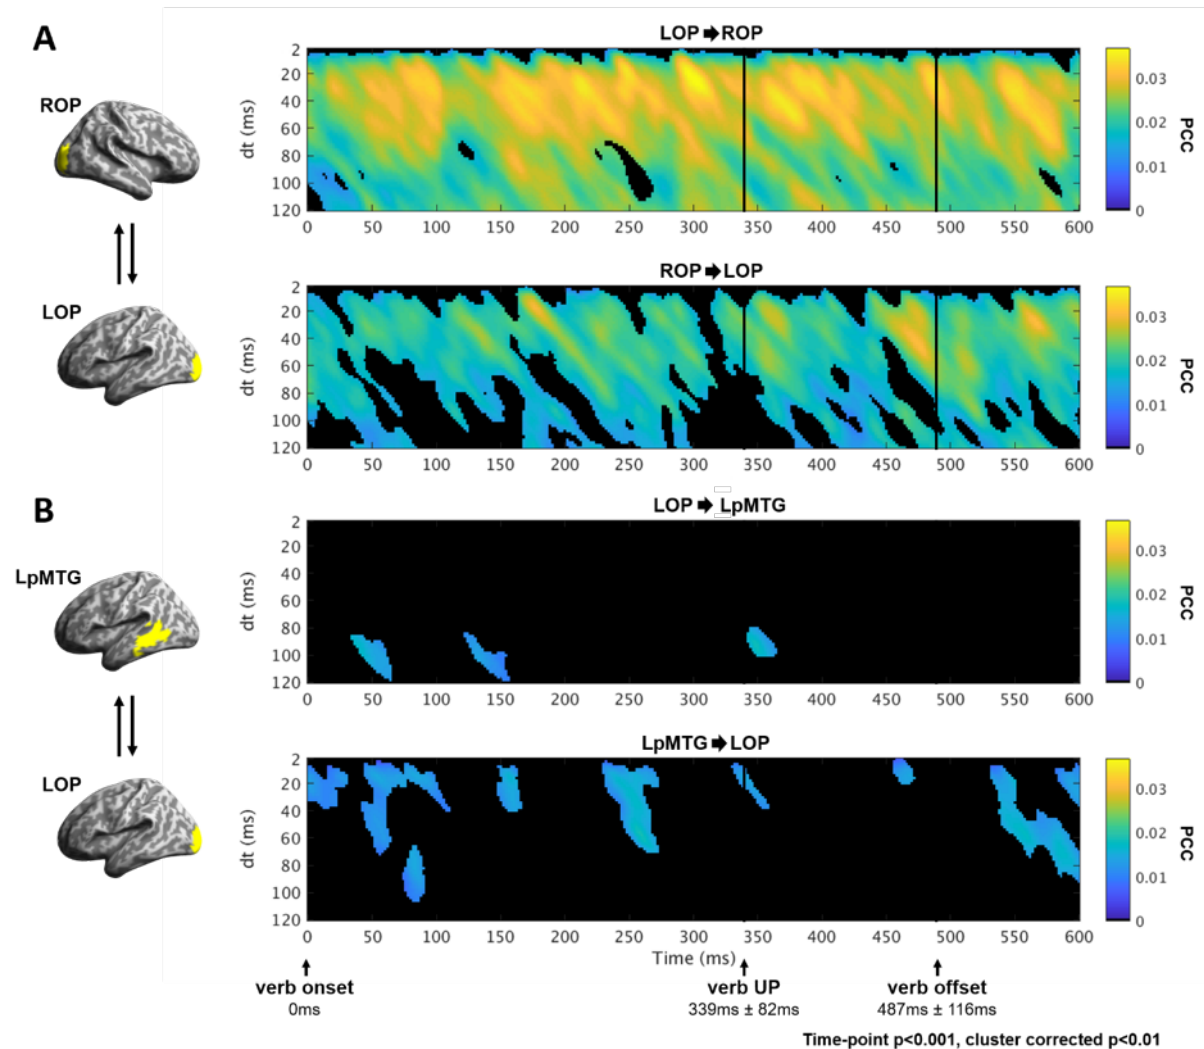 A
LOP ➡ ROP
ROP
LOP
dt (ms)
2
20
40
60
80
100
120
0 50 100 150 200 250 300 350 400 450 500 550 600
0.03
0.02
0.01
0
PCC
ROP ➡ LOP
dt (ms)
2
20
40
60
80
100
120
0 50 100 150 200 250 300 350 400 450 500 550 600
0.03
0.02
0.01
0
PCC
B
LOP ➡ LpMTG
LpMTG
LOP
dt (ms)
2
20
40
60
80
100
120
0 50 100 150 200 250 300 350 400 450 500 550 600
0.03
0.02
0.01
0
PCC
LpMTG ➡ LOP
dt (ms)
2
20
40
60
80
100
120
0 50 100 150 200 250 300 350 400 450 500 550 600
0.03
0.02
0.01
0
PCC
Time (ms)
verb onset
0ms
verb UP
339ms ± 82ms
verb offset
487ms ± 116ms
Time-point p<0.001, cluster corrected p<0.01